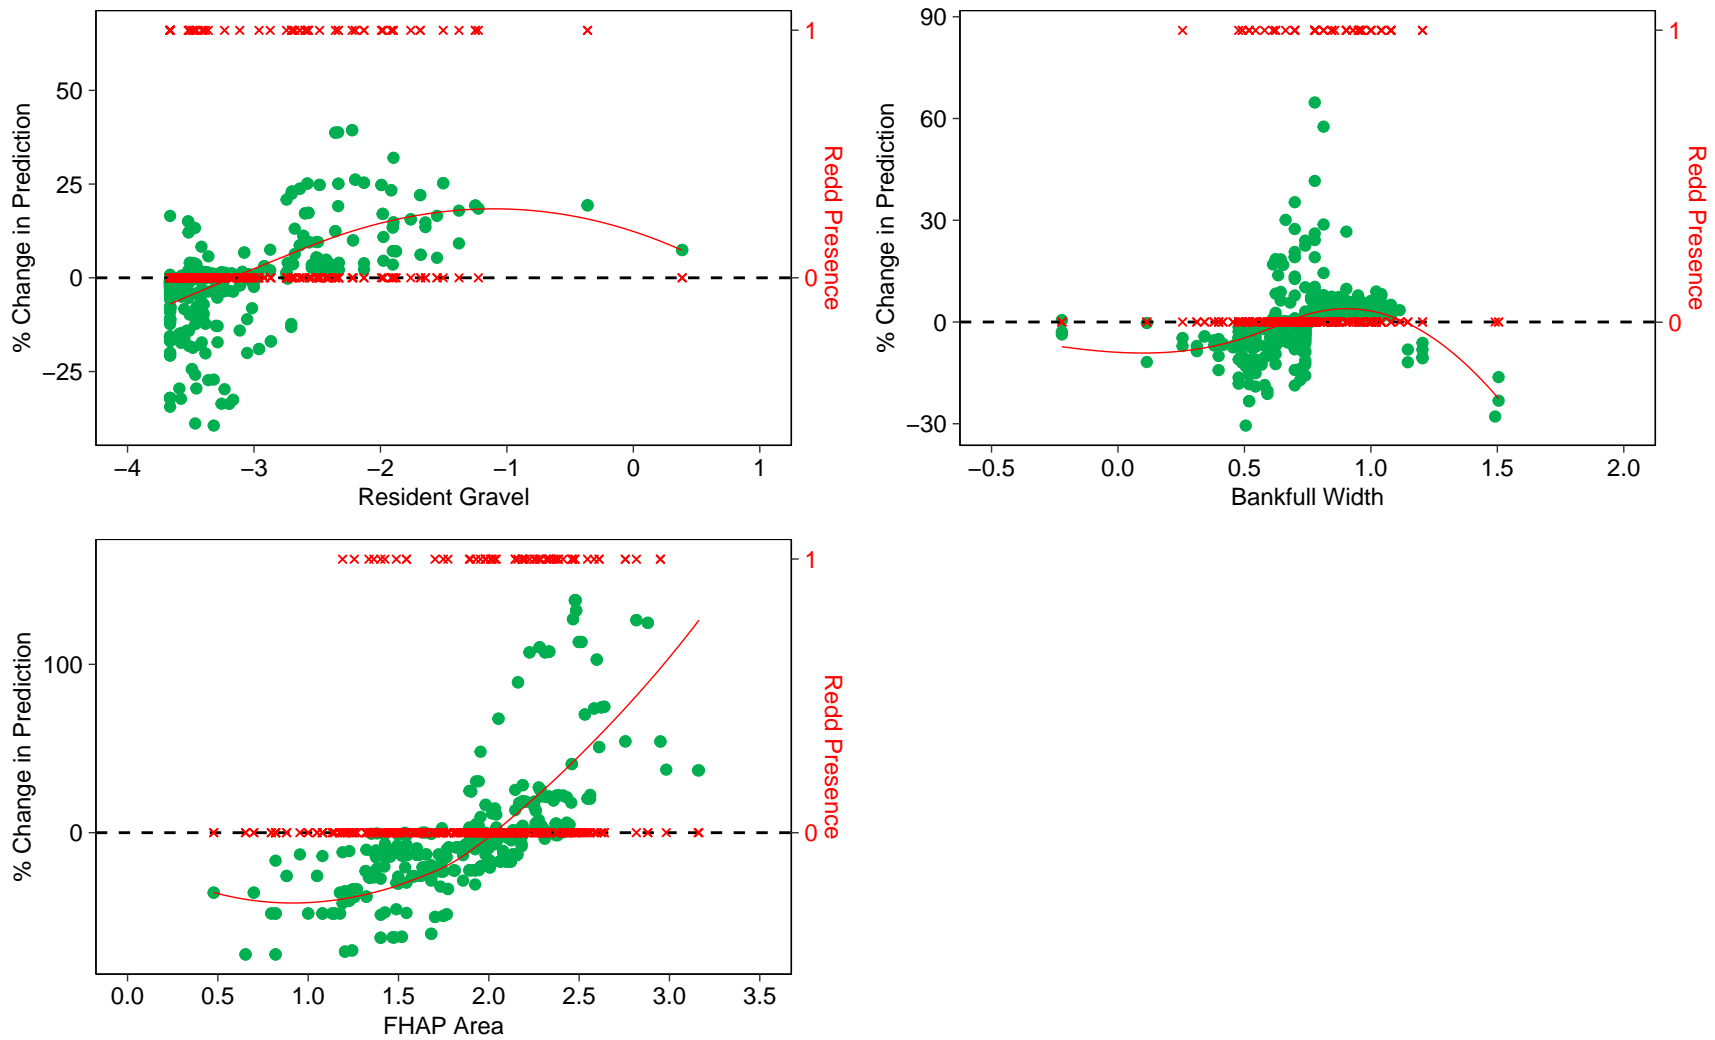 % Change in Prediction
50
25
0
−25
1
0
Redd Presence
−4 −3 −2 −1 0 1
Resident Gravel
% Change in Prediction
90
60
30
0
−30
1
0
Redd Presence
−0.5 0.0 0.5 1.0 1.5 2.0
Bankfull Width
% Change in Prediction
100
0
1
0
Redd Presence
0.0 0.5 1.0 1.5 2.0 2.5 3.0 3.5
FHAP Area